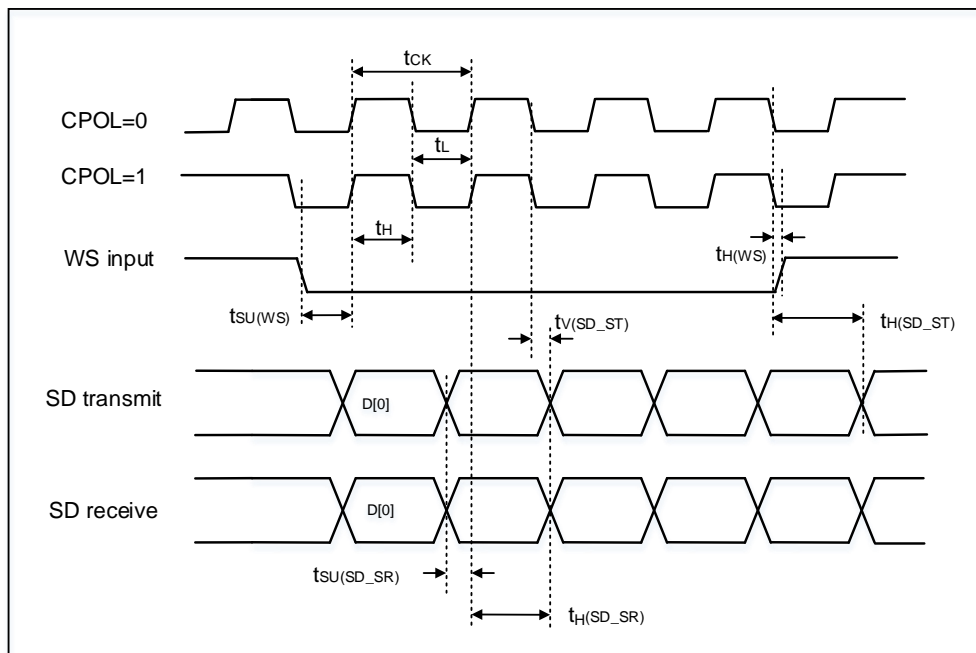 tCK
CPOL=0
tL
CPOL=1
tH
WS input
tH(WS)
tSU(WS)
tV(SD_ST)
tH(SD_ST)
SD transmit
D[0]
SD receive
D[0]
tSU(SD_SR)
tH(SD_SR)